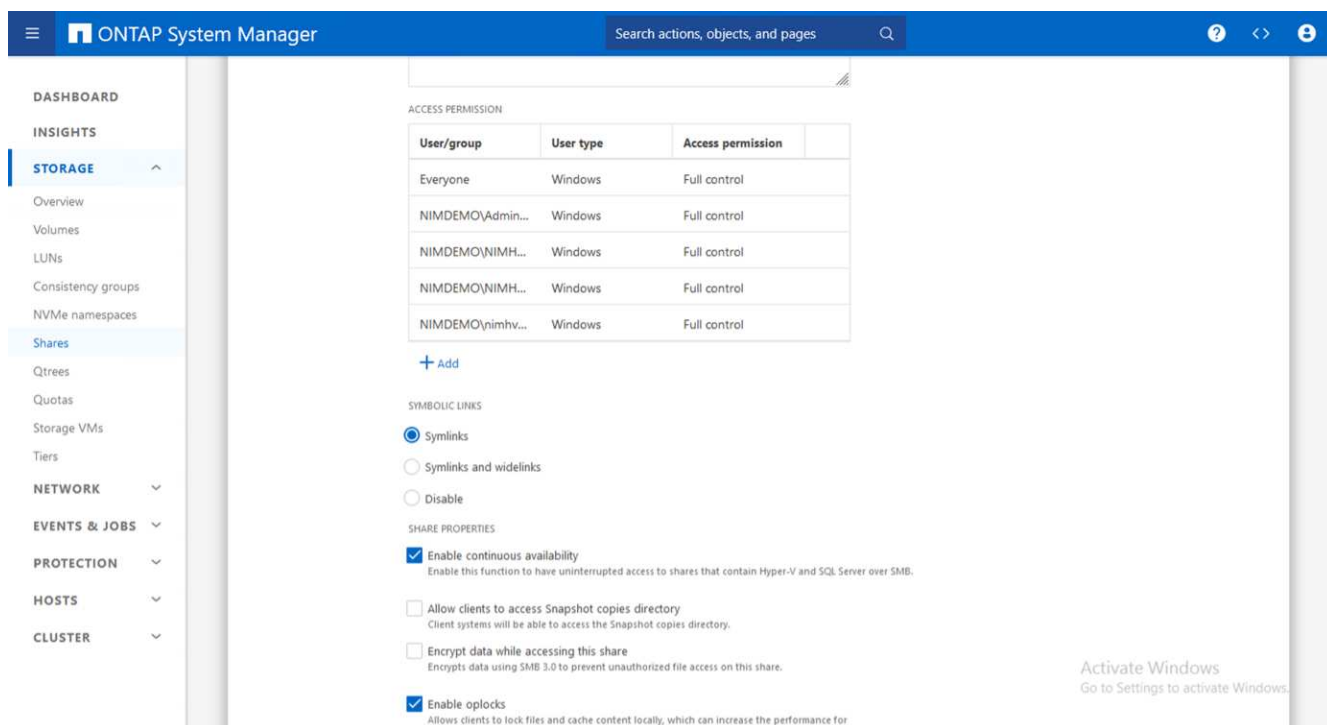 ONTAP System Manager
Search actions, objects, and pages
DASHBOARD
INSIGHTS
STORAGE
Overview
Volumes
LUNs
Consistency groups
NVMe namespaces
Shares
Qtrees
Quotas
Storage VMs
Tiers
NETWORK
EVENTS & JOBS
PROTECTION
HOSTS
CLUSTER
ACCESS PERMISSION
User/group User type Access permission
Everyone Windows Full control
NIMDEMO\Admin... Windows Full control
NIMDEMO\NIMH... Windows Full control
NIMDEMO\NIMH... Windows Full control
NIMDEMO\nimhv... Windows Full control
+ Add
SYMBOLIC LINKS
Symlinks
Symlinks and widelinks
Disable
SHARE PROPERTIES
Enable continuous availability
Enable this function to have uninterrupted access to shares that contain Hyper-V and SQL Server over SMB.
Allow clients to access Snapshot copies directory
Client systems will be able to access the Snapshot copies directory.
Encrypt data while accessing this share
Encrypts data using SMB 3.0 to prevent unauthorized file access on this share.
Enable oplocks
Allows clients to lock files and cache content locally, which can increase the performance for
Activate Windows
Go to Settings to activate Windows.